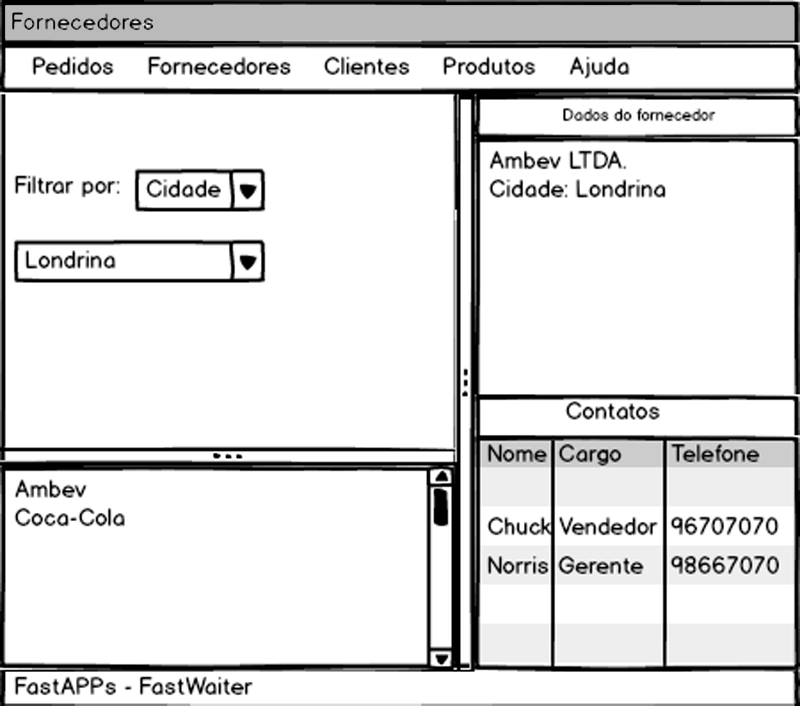 Fornecedores
Pedidos Fornecedores Clientes Produtos Ajuda
Filtrar por: Cidade
Londrina
Ambev
Coca-Cola
Dados do fornecedor
Ambev LTDA.
Cidade: Londrina
Contatos
Nome Cargo Telefone
Chuck Vendedor 96707070
Norris Gerente 98667070
FastAPPs - FastWaiter